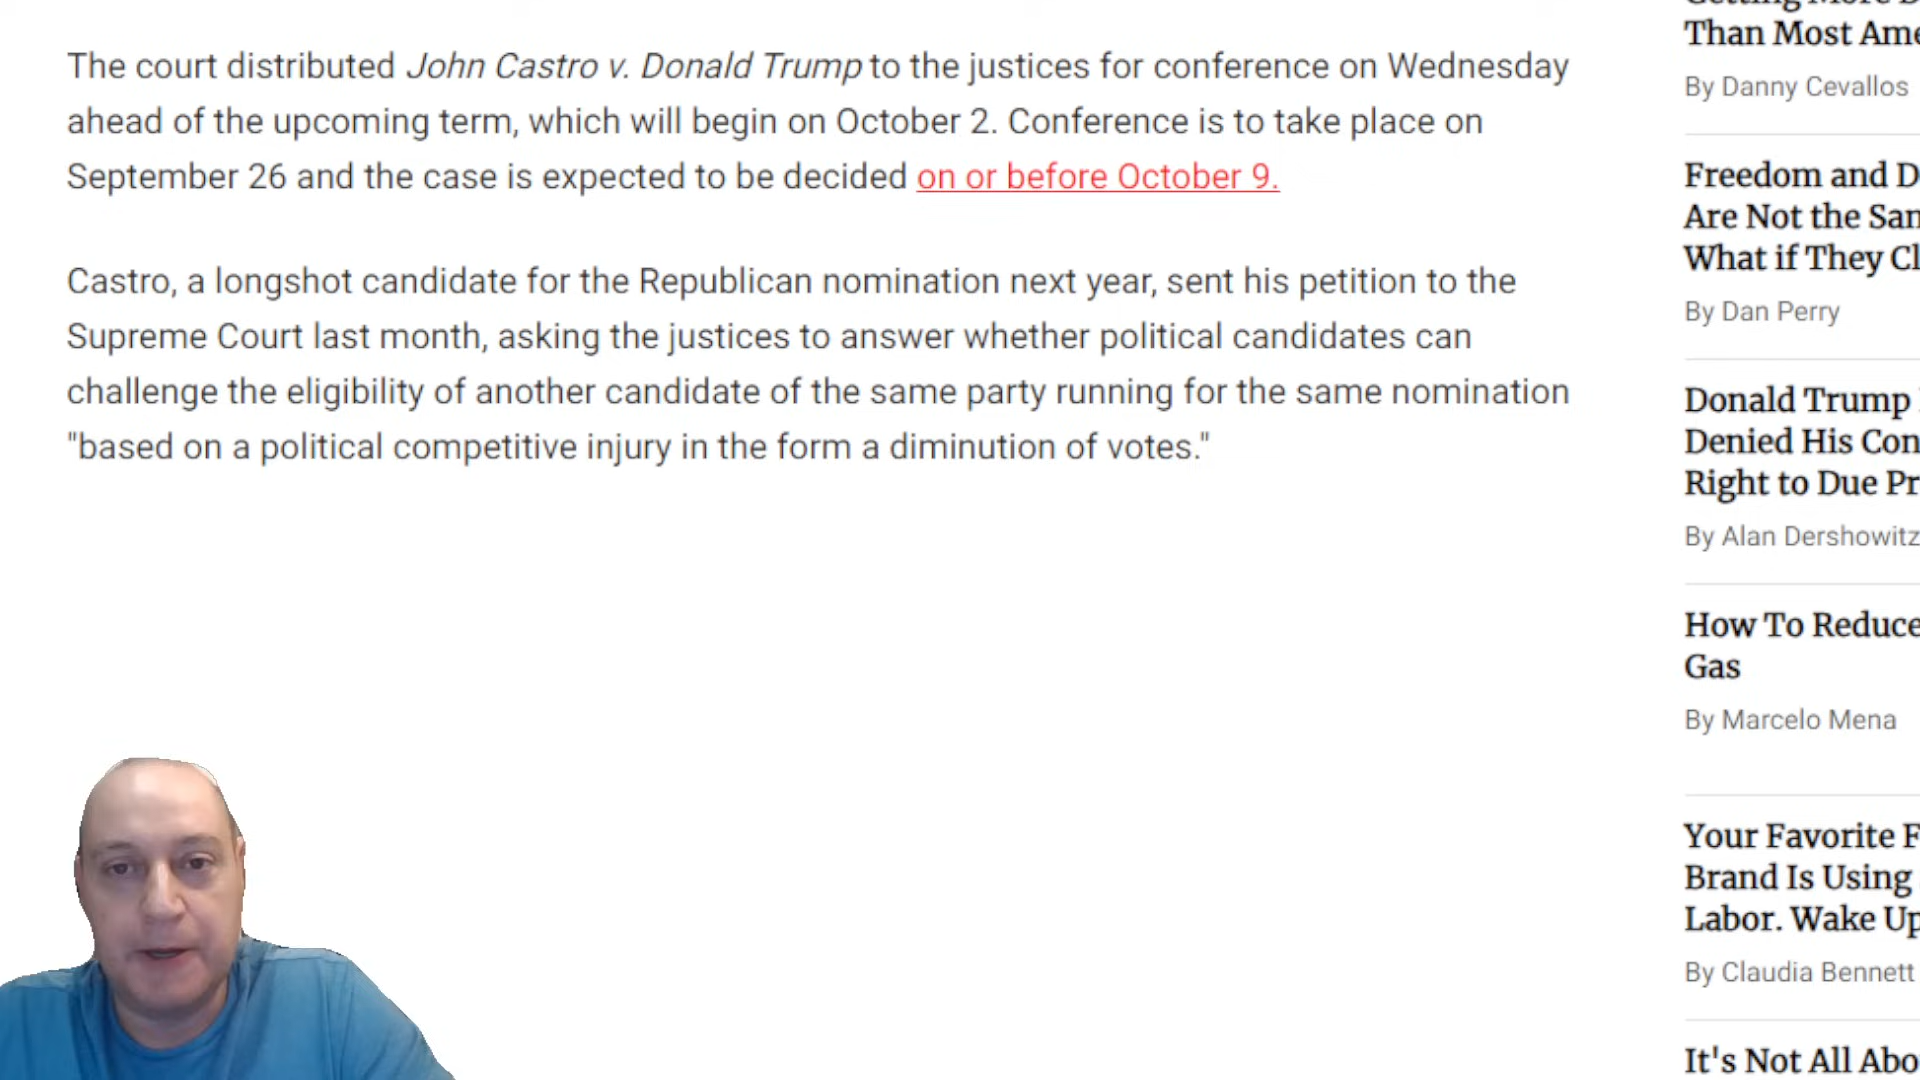 The court distributed John Castro v. Donald Trump to the justices for conference on Wednesday
ahead of the upcoming term, which will begin on October 2. Conference is to take place on
September 26 and the case is expected to be decided on or before October 9.
Castro, a longshot candidate for the Republican nomination next year, sent his petition to the
Supreme Court last month, asking the justices to answer whether political candidates can
challenge the eligibility of another candidate of the same party running for the same nomination
"based on a political competitive injury in the form a diminution of votes."
Than Most
By Danny Cevallos
Freedom and
Are Not the
What if They
By Dan Perry
Donald Trump
Denied His
Right to Due
By Alan Dershowitz
How To Reduce
Gas
By Marcelo Mena
Your Favorite
Brand Is Using
Labor. Wake Up
By Claudia Bennett
It's Not All